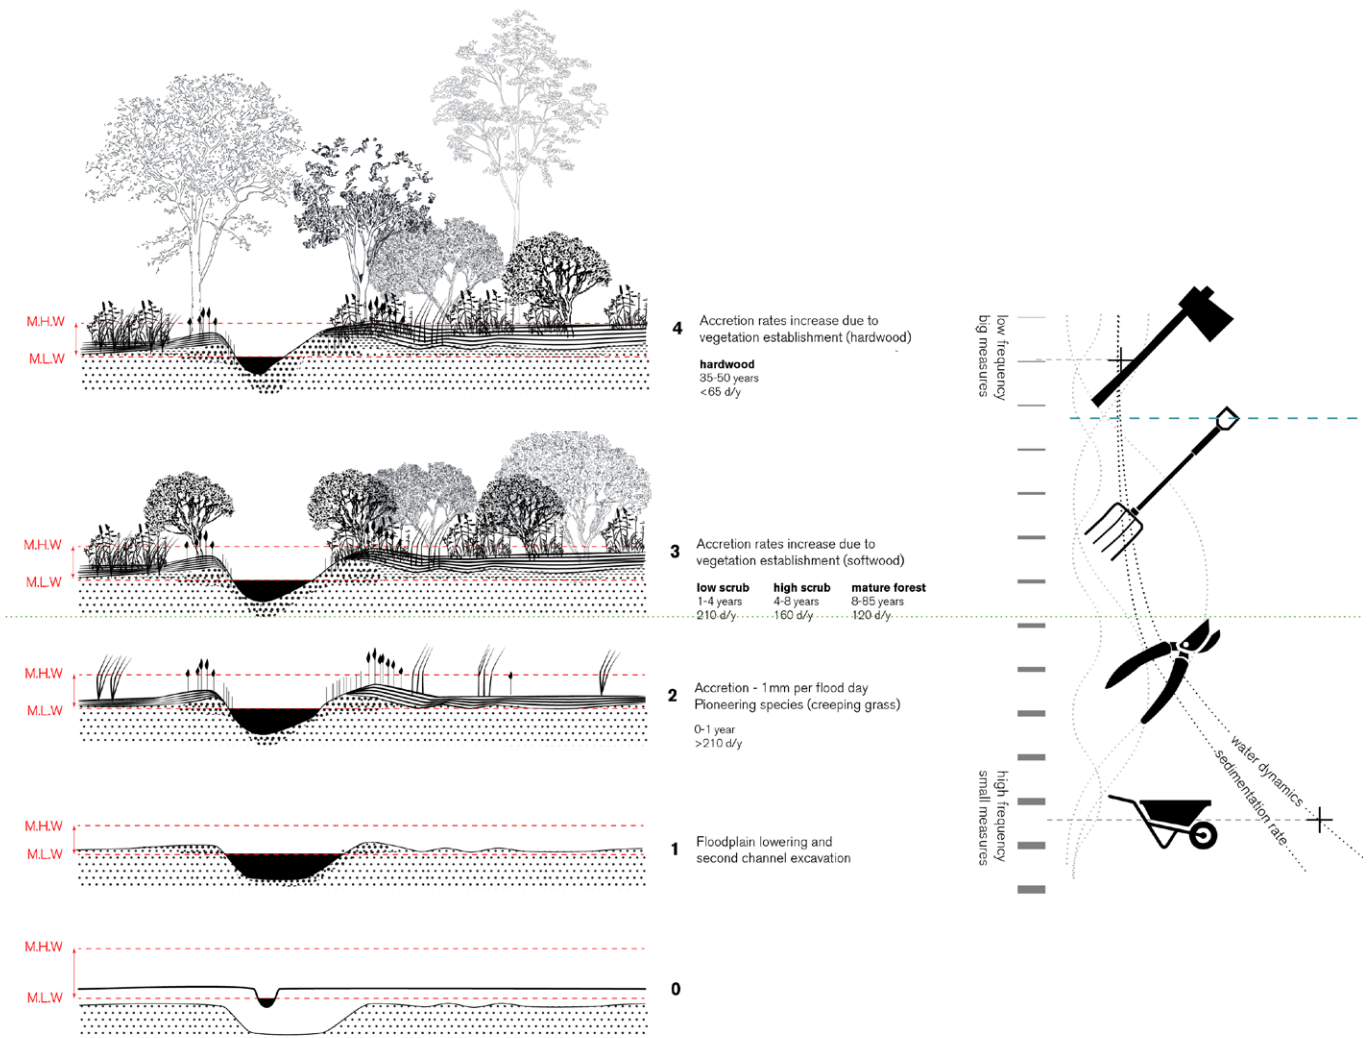 M.H.W
M.L.W
4
Accretion rates increase due to
vegetation establishment (hardwood)
hardwood
35-50 years
<65 d/y
low frequency
big measures
M.H.W
M.L.W
3
Accretion rates increase due to
vegetation establishment (softwood)
low scrub high scrub mature forest
1-4 years 4-8 years 8-85 years
210 d/y 160 d/y 120 d/y
M.H.W
M.L.W
2
Accretion - 1mm per flood day
Pioneering species (creeping grass)
0-1 year
>210 d/y
water dynamics
sedimentation rate
high frequency
small measures
M.H.W
M.L.W
1
Floodplain lowering and
second channel excavation
M.H.W
M.L.W
0